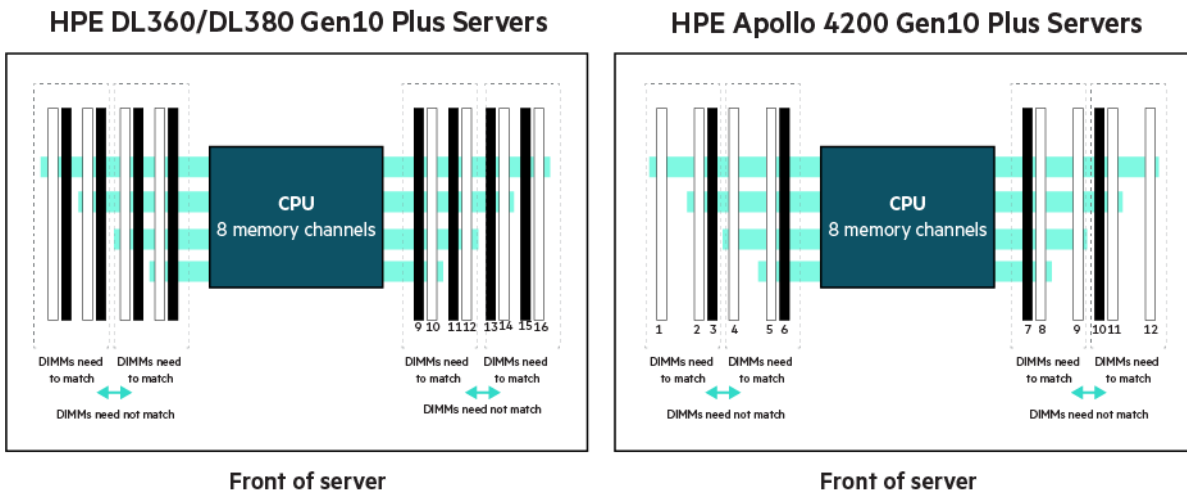 HPE DL360/DL380 Gen10 Plus Servers
CPU
8 memory channels
9 10 11 12 13 14 15 16
DIMMs need
to match
DIMMs need
to match
DIMMs need not match
DIMMs need
to match
DIMMs need
to match
DIMMs need not match
Front of server
HPE Apollo 4200 Gen10 Plus Servers
CPU
8 memory channels
1 2 3 4 5 6
7 8 9 10 11 12
DIMMs need
to match
DIMMs need
to match
DIMMs need not match
DIMMs need
to match
DIMMs need
to match
DIMMs need not match
Front of server